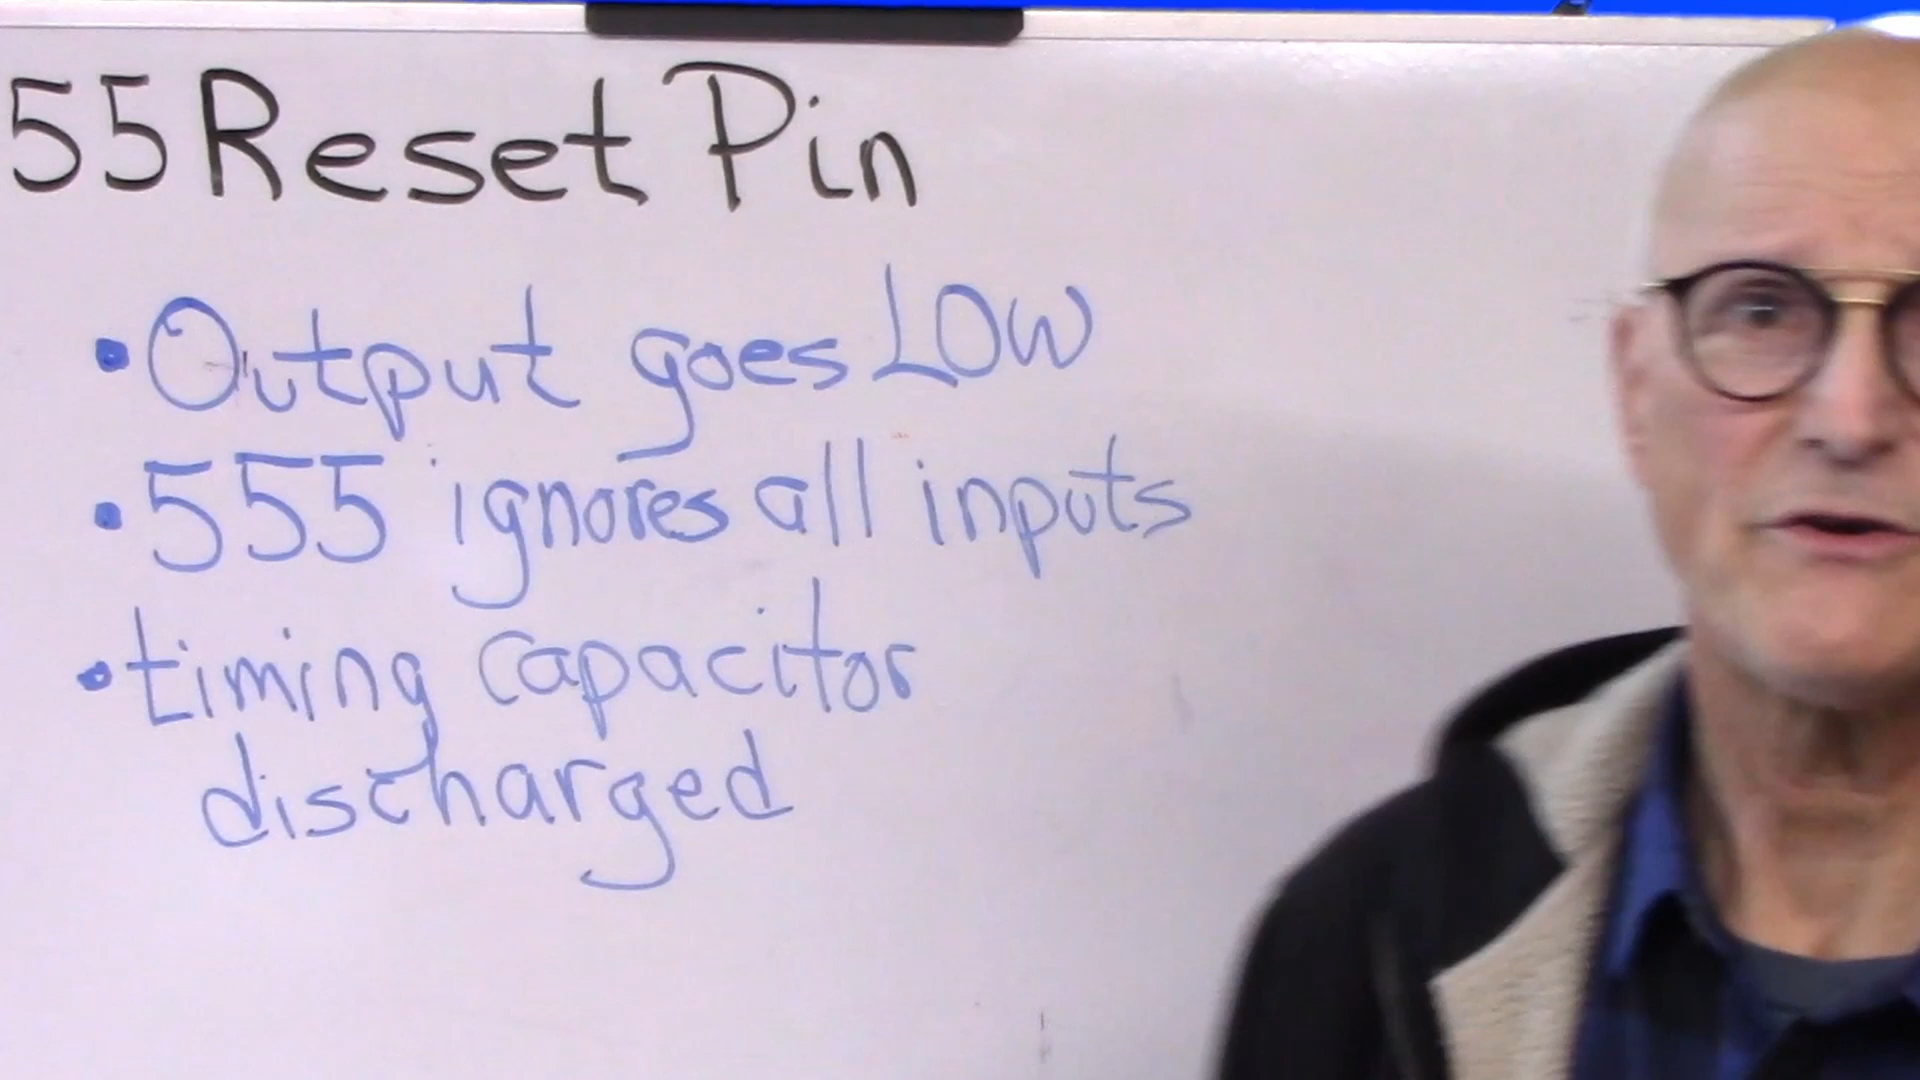 55 Reset Pin
• Output goes LOW
• 555 ignores all inputs
• timing capacitor
discharged